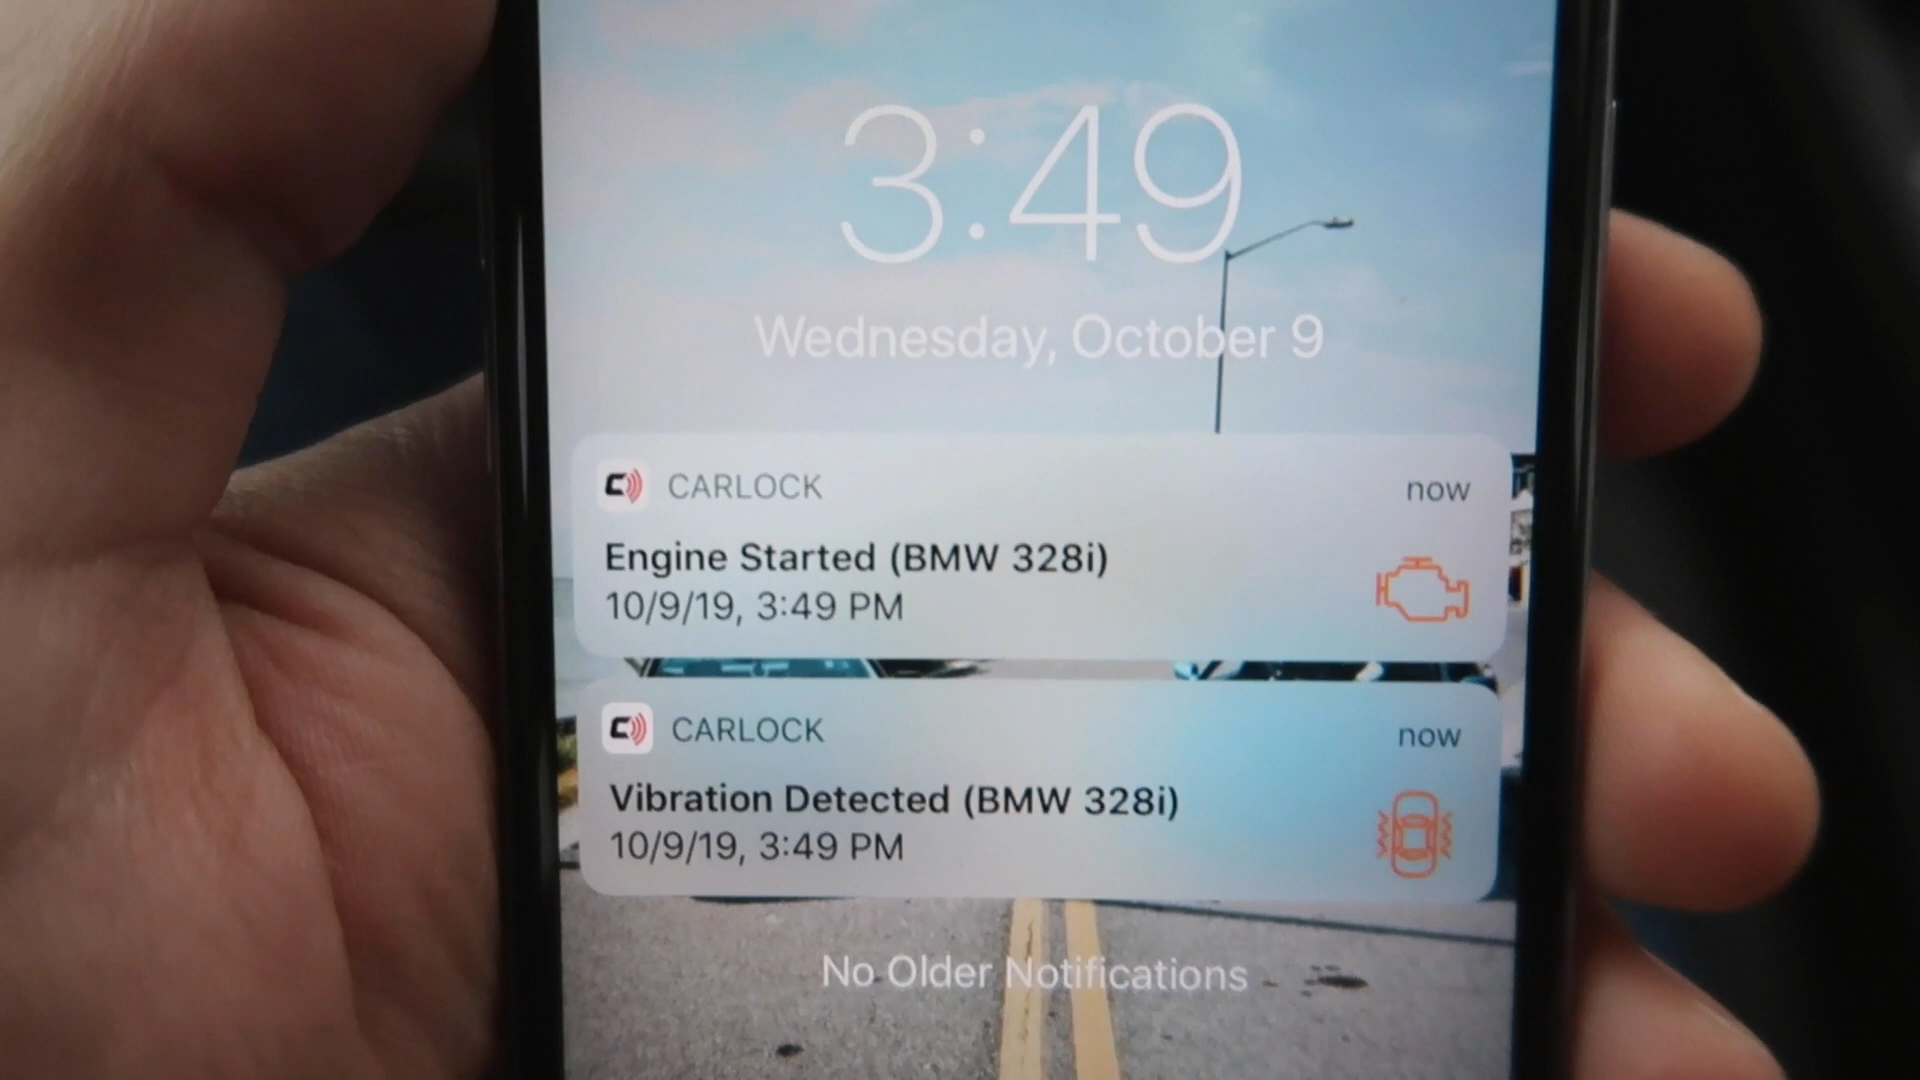 3:49
Wednesday, October 9
CARLOCK
now
Engine Started (BMW 328i)
10/9/19, 3:49 PM
CARLOCK
now
Vibration Detected (BMW 328i)
10/9/19, 3:49 PM
No Older Notifications